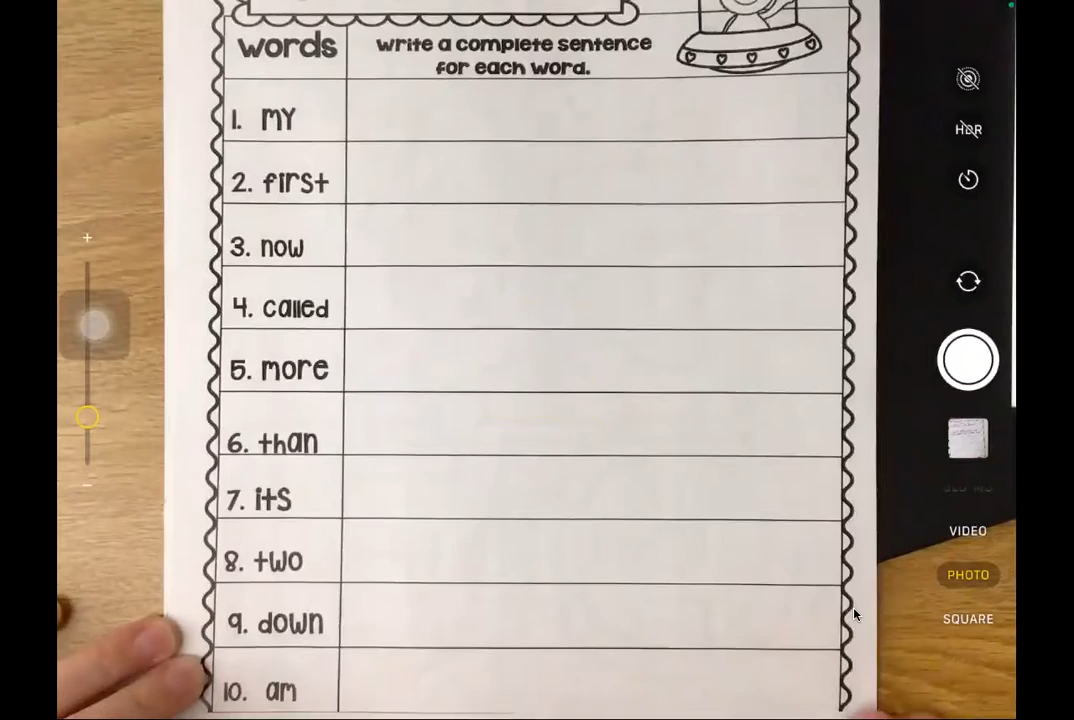 words
write a complete sentence
for each word.
1. my
2. first
3. now
4. called
5. more
6. than
7. its
8. two
9. down
10. am
HDR
VIDEO
PHOTO
SQUARE